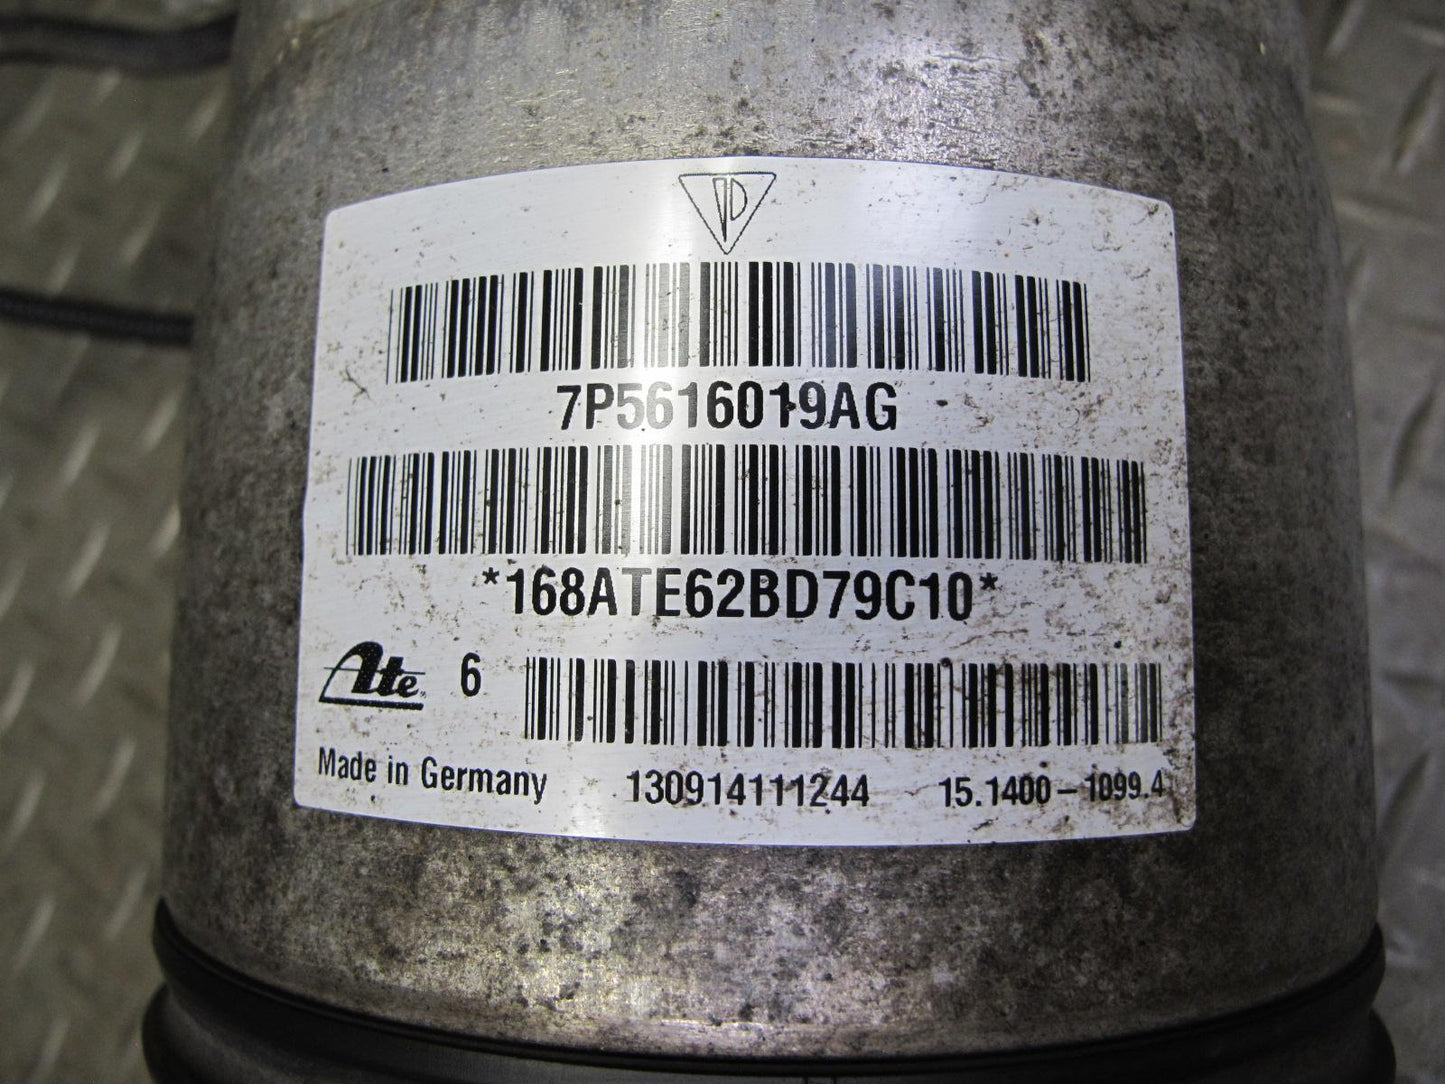 7P5616019AG
*168ATE62BD79C10*
Ate 6
Made in Germany 130914111244 15.1400-1099.4